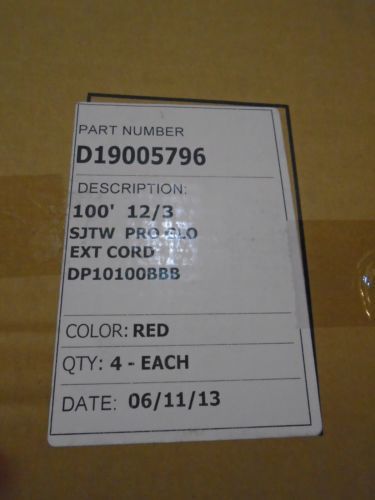 PART NUMBER
D19005796
DESCRIPTION:
100' 12/3
SJTW PRO GLO
EXT CORD
DP10100BBB
COLOR: RED
QTY: 4 - EACH
DATE: 06/11/13